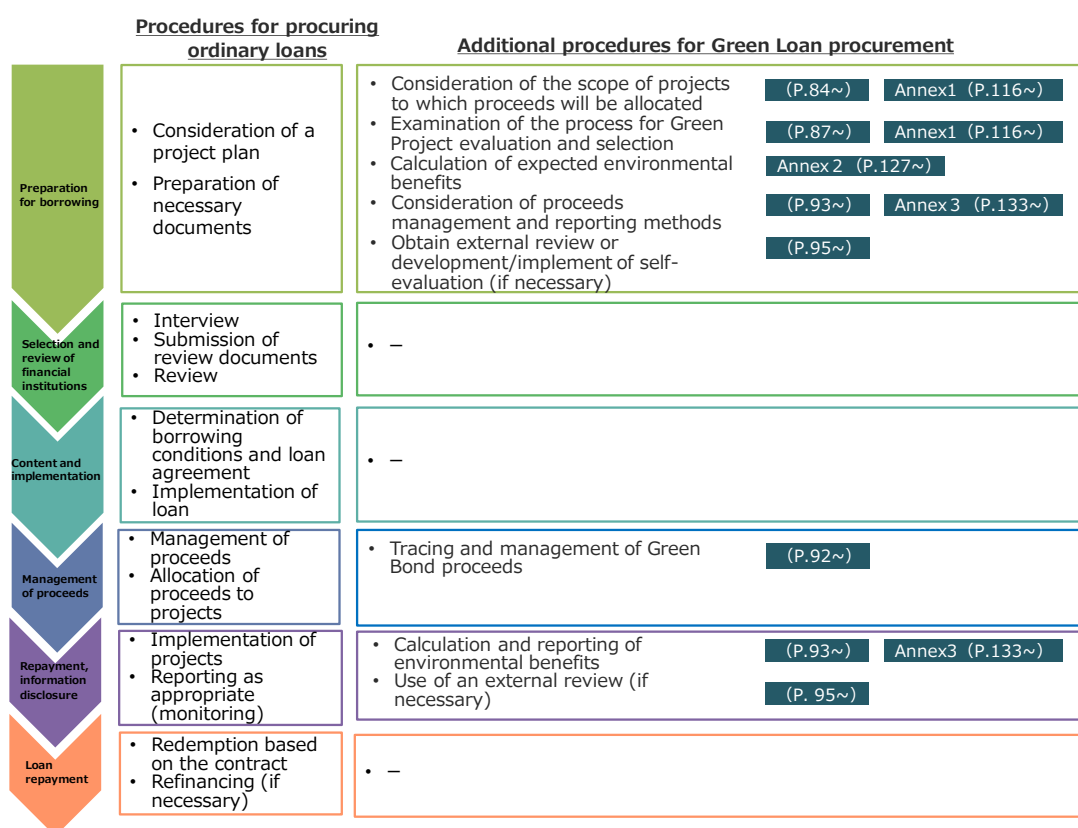 Procedures for procuring
ordinary loans
Additional procedures for Green Loan procurement
Preparation
for borrowing
• Consideration of a
project plan
• Preparation of
necessary
documents
• Consideration of the scope of projects
to which proceeds will be allocated
(P.84~) Annex1 (P.116~)
• Examination of the process for Green
Project evaluation and selection
(P.87~) Annex1 (P.116~)
• Calculation of expected environmental
benefits
Annex2 (P.127~)
• Consideration of proceeds
management and reporting methods
(P.93~) Annex3 (P.133~)
• Obtain external review or
development/implement of self-
evaluation (if necessary)
(P.95~)
Selection and
review of
financial
institutions
• Interview
• Submission of
review documents
• Review
• –
Content and
implementation
• Determination of
borrowing
conditions and loan
agreement
• Implementation of
loan
• –
Management
of proceeds
• Management of
proceeds
• Allocation of
proceeds to
projects
• Tracing and management of Green
Bond proceeds
(P.92~)
Repayment,
information
disclosure
• Implementation of
projects
• Reporting as
appropriate
(monitoring)
• Calculation and reporting of
environmental benefits
(P.93~) Annex3 (P.133~)
• Use of an external review (if
necessary)
(P. 95~)
Loan
repayment
• Redemption based
on the contract
• Refinancing (if
necessary)
• –